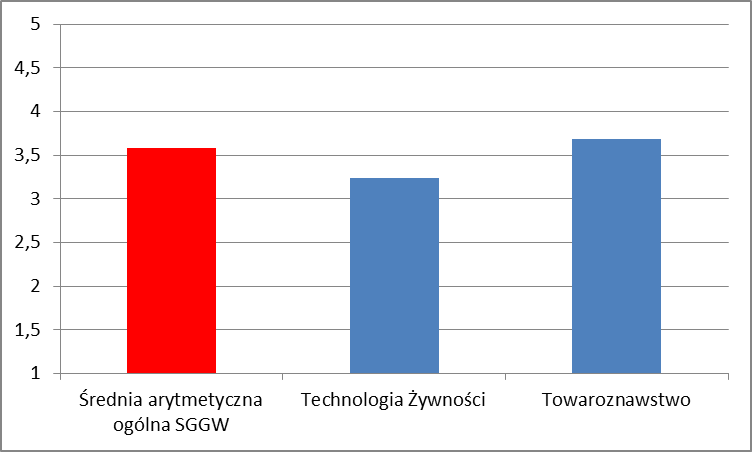 5
4,5
4
3,5
3
2,5
2
1,5
1
Średnia arytmetyczna
ogólna SGGW
Technologia Żywności
Towaroznawstwo